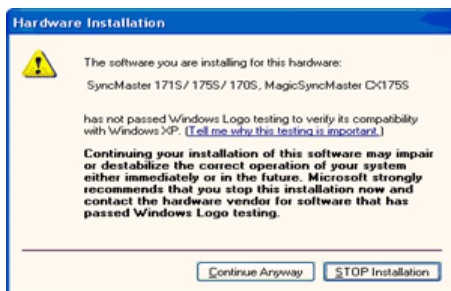 Hardware Installation
The software you are installing for this hardware:
SyncMaster 171S/ 175S/ 170S, MagicSyncMaster CX175S
has not passed Windows Logo testing to verify its compatibility
with Windows XP. (Tell me why this testing is important.)
Continuing your installation of this software may impair
or destabilize the correct operation of your system
either immediately or in the future. Microsoft strongly
recommends that you stop this installation now and
contact the hardware vendor for software that has
passed Windows Logo testing.
Continue Anyway STOP Installation